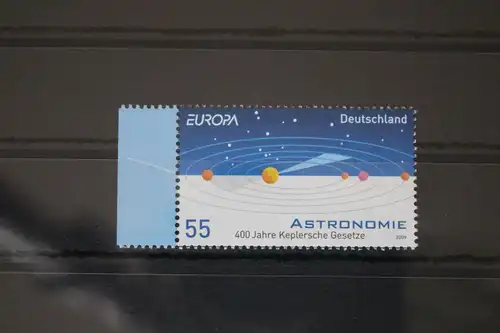 EUROPA
Deutschland
55
ASTRONOMIE
400 Jahre Keplersche Gesetze
2009